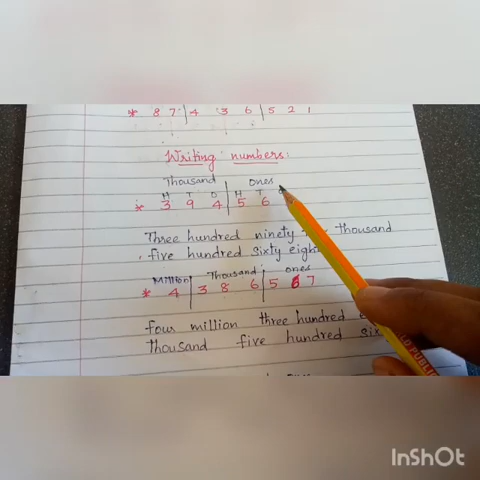 * 8 7 | 4 3 6 | 5 2 1
Writing numbers:
Thousand | Ones
H T O H T
* 3 9 4 | 5 6
Three hundred ninety thousand
five hundred sixty eight
Million Thousand ones
* 4 | 3 8 6 | 5 6 7
four million three hundred
thousand five hundred
InShOt